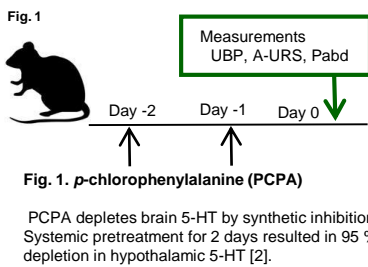 Fig. 1
Measurements
UBP, A-URS, Pabd
Day -2
Day -1
Day 0
Fig. 1. p-chlorophenylalanine (PCPA)
PCPA depletes brain 5-HT by synthetic inhibition
Systemic pretreatment for 2 days resulted in 95 %
depletion in hypothalamic 5-HT [2].